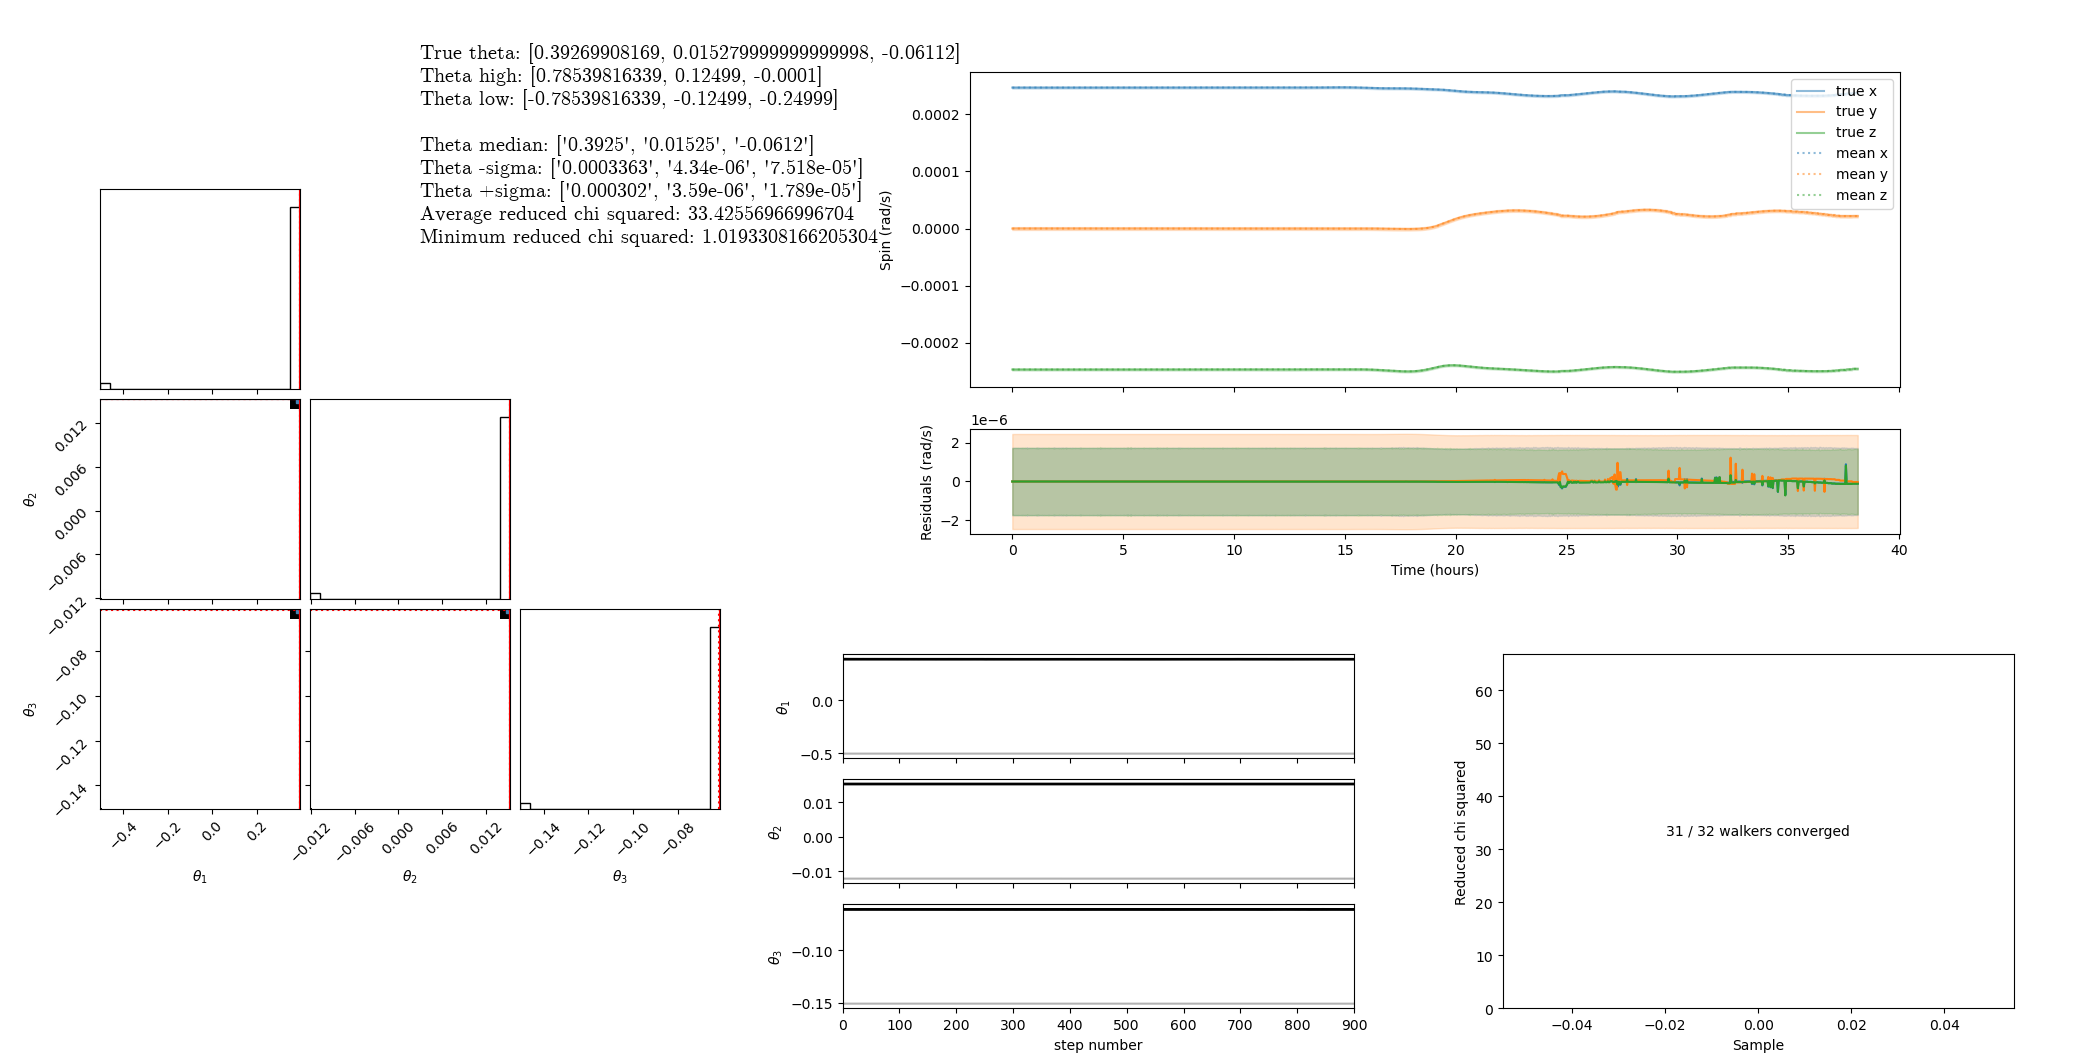 True theta: [0.39269908169, 0.015279999999999998, -0.06112]
Theta high: [0.78539816339, 0.12499, -0.0001]
Theta low: [-0.78539816339, -0.12499, -0.24999]
Theta median: ['0.3925', '0.01525', '-0.0612']
Theta -sigma: ['0.0003363', '4.34e-06', '7.518e-05']
Theta +sigma: ['0.000302', '3.59e-06', '1.789e-05']
Average reduced chi squared: 33.42556966996704
Minimum reduced chi squared: 1.0193308166205304
true x
true y
true z
mean x
mean y
mean z
Spin (rad/s)
0.0002
0.0001
0.0000
−0.0001
−0.0002
1e−6
Residuals (rad/s)
2
0
−2
0 5 10 15 20 25 30 35 40
Time (hours)
θ2
0.012
0.006
0.000
−0.006
−0.012
θ3
−0.08
−0.10
−0.12
−0.14
−0.4 −0.2 0.0 0.2
θ1
−0.012 −0.006 0.000 0.006 0.012
θ2
−0.14 −0.12 −0.10 −0.08
θ3
θ1
0.0
−0.5
θ2
0.01
0.00
−0.01
θ3
−0.10
−0.15
0 100 200 300 400 500 600 700 800 900
step number
Reduced chi squared
60
50
40
30
20
10
0
31 / 32 walkers converged
−0.04 −0.02 0.00 0.02 0.04
Sample